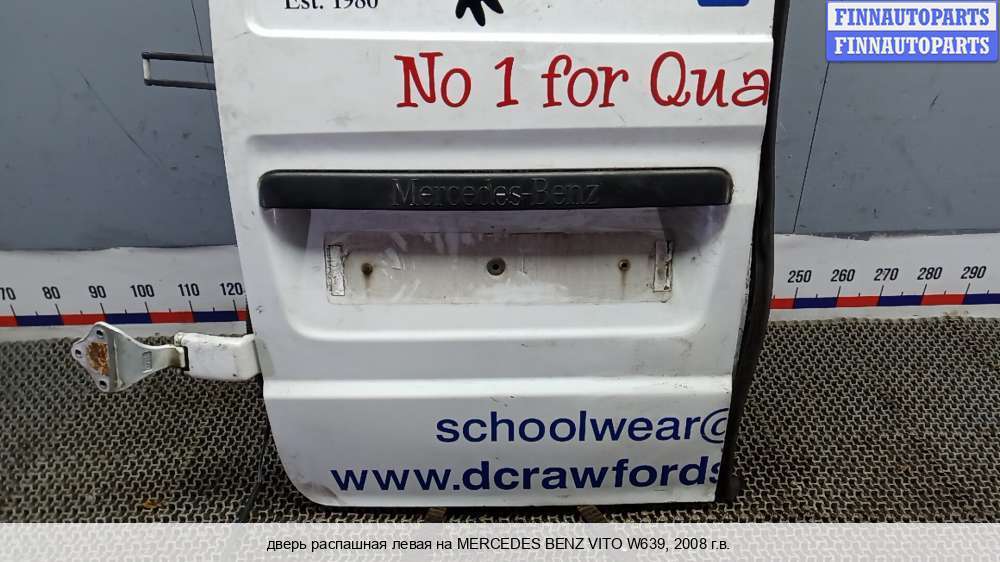 Est. 1980
FINNAUTOPARTS
FINNAUTOPARTS
No 1 for Qua
Mercedes-Benz
70 80 90 100 110 120 250 260 270 280 290
schoolwear@
www.dcrawfords
дверь распашная левая на MERCEDES BENZ VITO W639, 2008 г.в.